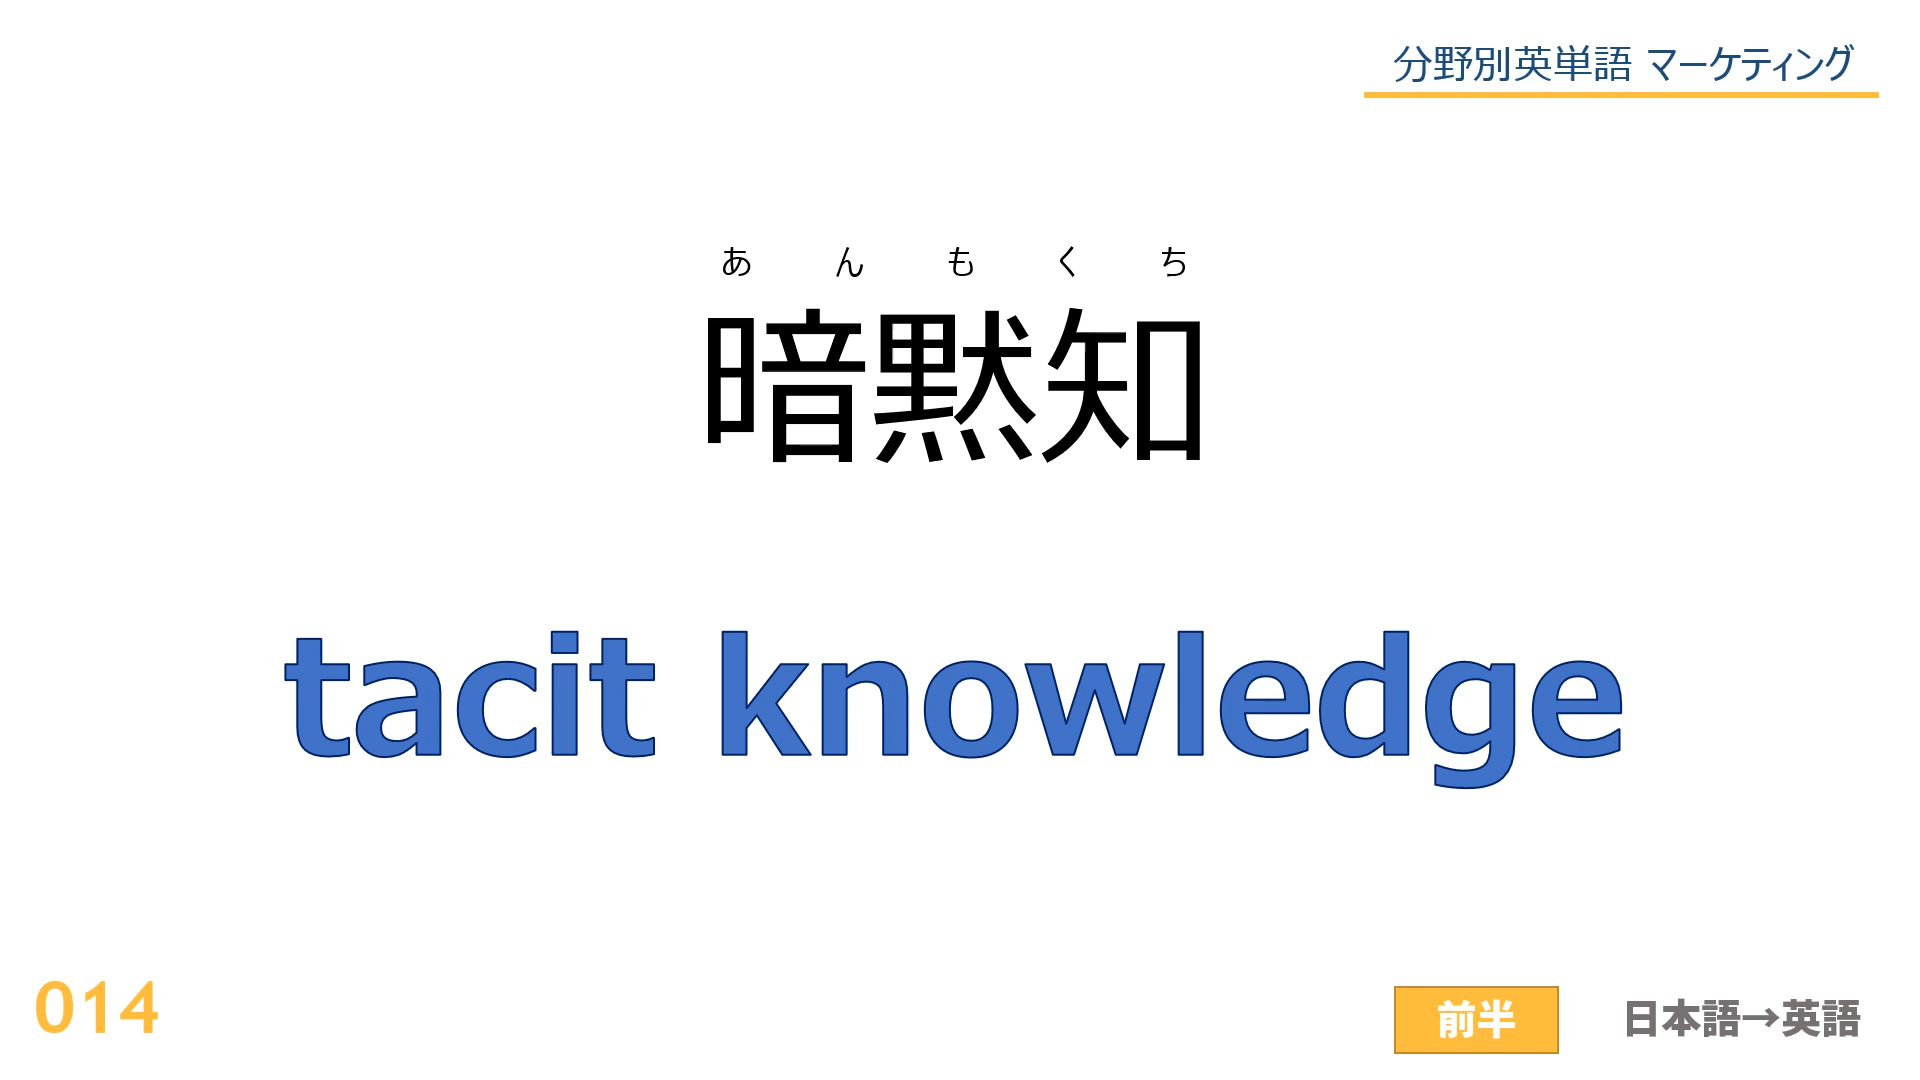 分野別英単語 マーケティング
あんもくち
暗黙知
tacit knowledge
014
前半
日本語→英語